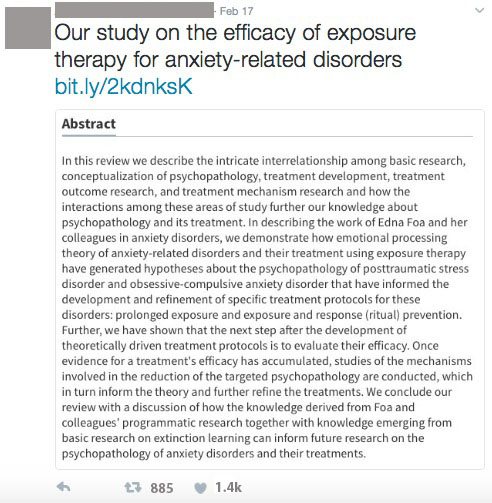 · Feb 17
Our study on the efficacy of exposure
therapy for anxiety-related disorders
bit.ly/2kdnksK
Abstract
In this review we describe the intricate interrelationship among basic research,
conceptualization of psychopathology, treatment development, treatment
outcome research, and treatment mechanism research and how the
interactions among these areas of study further our knowledge about
psychopathology and its treatment. In describing the work of Edna Foa and her
colleagues in anxiety disorders, we demonstrate how emotional processing
theory of anxiety-related disorders and their treatment using exposure therapy
have generated hypotheses about the psychopathology of posttraumatic stress
disorder and obsessive-compulsive anxiety disorder that have informed the
development and refinement of specific treatment protocols for these
disorders: prolonged exposure and exposure and response (ritual) prevention.
Further, we have shown that the next step after the development of
theoretically driven treatment protocols is to evaluate their efficacy. Once
evidence for a treatment's efficacy has accumulated, studies of the mechanisms
involved in the reduction of the targeted psychopathology are conducted, which
in turn inform the theory and further refine the treatments. We conclude our
review with a discussion of how the knowledge derived from Foa and
colleagues' programmatic research together with knowledge emerging from
basic research on extinction learning can inform future research on the
psychopathology of anxiety disorders and their treatments.
885 1.4k